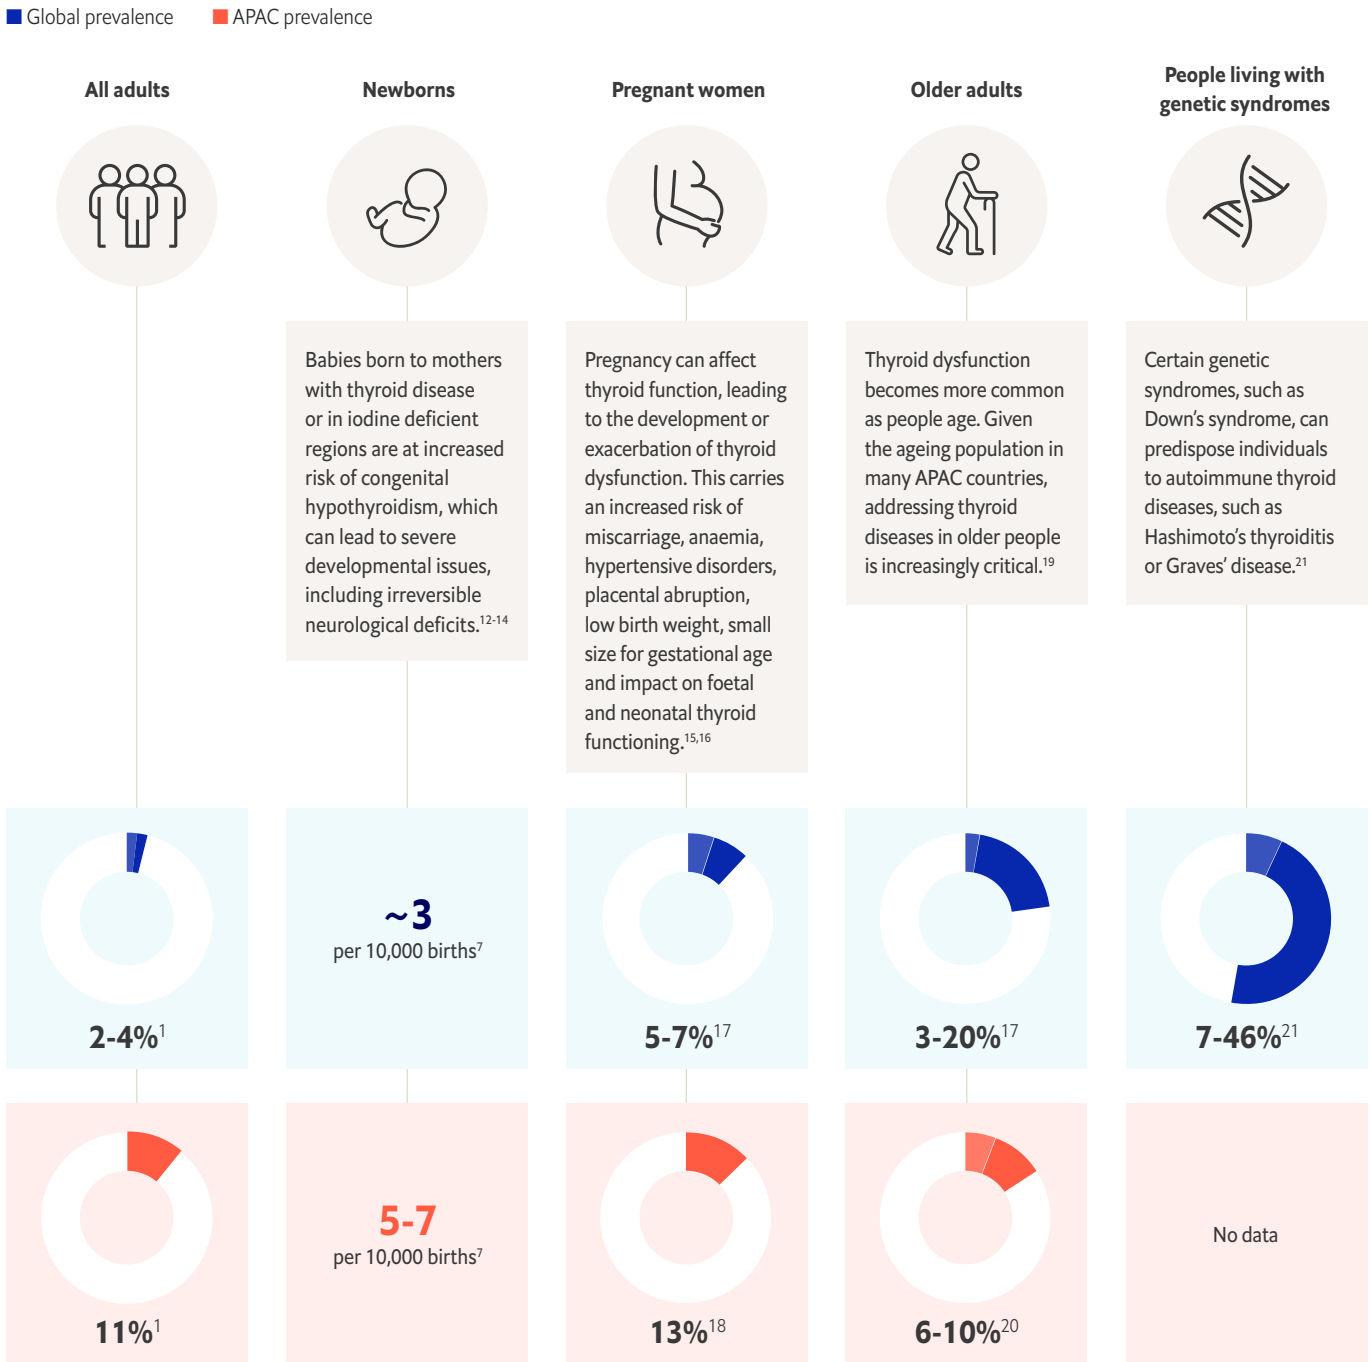 Global prevalence APAC prevalence
All adults
Newborns
Pregnant women
Older adults
People living with
genetic syndromes
Babies born to mothers
with thyroid disease
or in iodine deficient
regions are at increased
risk of congenital
hypothyroidism, which
can lead to severe
developmental issues,
including irreversible
neurological deficits.12-14
Pregnancy can affect
thyroid function, leading
to the development or
exacerbation of thyroid
dysfunction. This carries
an increased risk of
miscarriage, anaemia,
hypertensive disorders,
placental abruption,
low birth weight, small
size for gestational age
and impact on foetal
and neonatal thyroid
functioning.15,16
Thyroid dysfunction
becomes more common
as people age. Given
the ageing population in
many APAC countries,
addressing thyroid
diseases in older people
is increasingly critical.19
Certain genetic
syndromes, such as
Down’s syndrome, can
predispose individuals
to autoimmune thyroid
diseases, such as
Hashimoto’s thyroiditis
or Graves’ disease.21
2-4%1
~3
per 10,000 births7
5-7%17
3-20%17
7-46%21
11%1
5-7
per 10,000 births7
13%18
6-10%20
No data